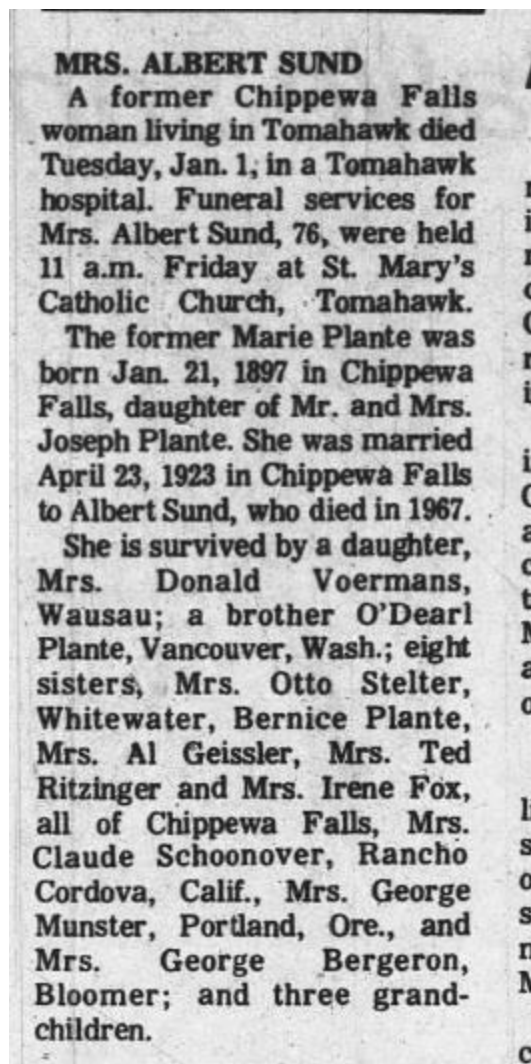 MRS. ALBERT SUND
A former Chippewa Falls
woman living in Tomahawk died
Tuesday, Jan. 1, in a Tomahawk
hospital. Funeral services for
Mrs. Albert Sund, 76, were held
11 a.m. Friday at St. Mary's
Catholic Church, Tomahawk.
The former Marie Plante was
born Jan. 21, 1897 in Chippewa
Falls, daughter of Mr. and Mrs.
Joseph Plante. She was married
April 23, 1923 in Chippewa Falls
to Albert Sund, who died in 1967.
She is survived by a daughter,
Mrs. Donald Voermans,
Wausau; a brother O'Dearl
Plante, Vancouver, Wash.; eight
sisters, Mrs. Otto Stelter,
Whitewater, Bernice Plante,
Mrs. Al Geissler, Mrs. Ted
Ritzinger and Mrs. Irene Fox,
all of Chippewa Falls, Mrs.
Claude Schoonover, Rancho
Cordova, Calif., Mrs. George
Munster, Portland, Ore., and
Mrs. George Bergeron,
Bloomer; and three grand-
children.